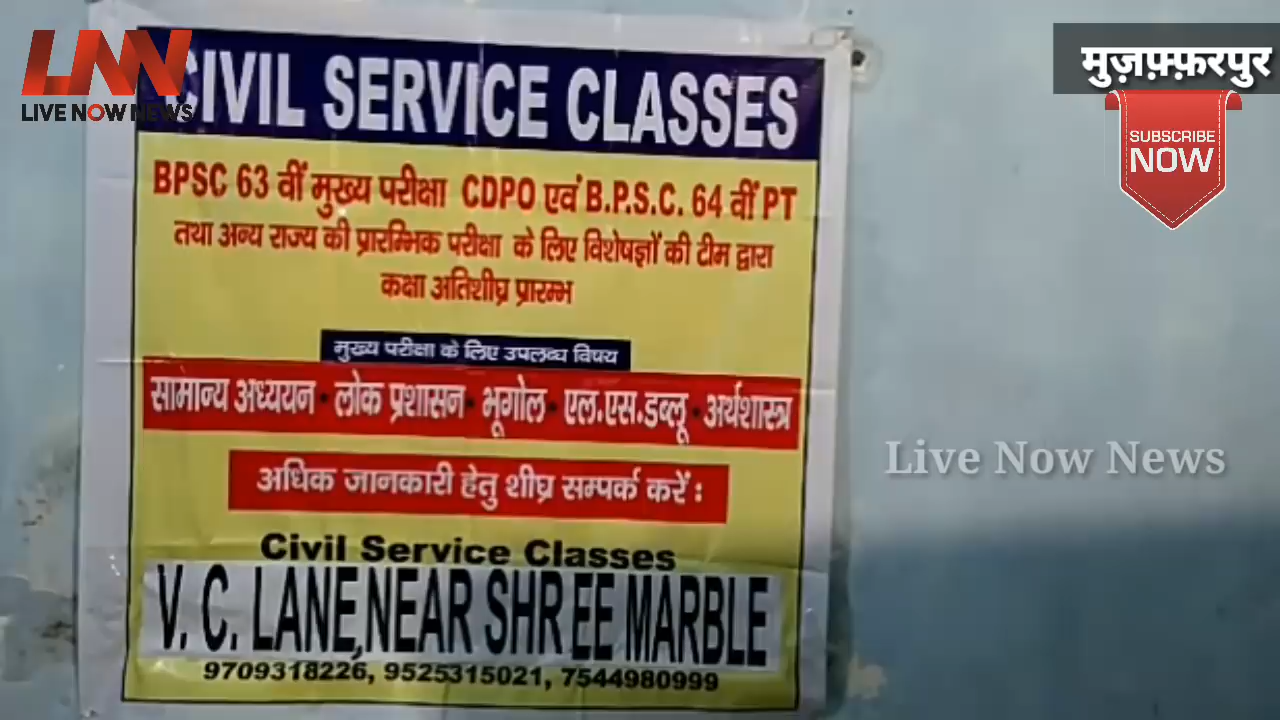 LNN
LIVE NOW NEWS
मुज़फ़्फ़रपुर
SUBSCRIBE
NOW
CIVIL SERVICE CLASSES
BPSC 63 वीं मुख्य परीक्षा CDPO एवं B.P.S.C. 64 वीं PT
तथा अन्य राज्य की प्रारम्भिक परीक्षा के लिए विशेषज्ञों की टीम द्वारा
कक्षा अतिशीघ्र प्रारम्भ
मुख्य परीक्षा के लिए उपलब्ध विषय
सामान्य अध्ययन • लोक प्रशासन • भूगोल • एल.एस.डब्लू • अर्थशास्त्र
अधिक जानकारी हेतु शीघ्र सम्पर्क करें :
Live Now News
Civil Service Classes
V. C. LANE,NEAR SHREE MARBLE
9709318226, 9525315021, 7544980999